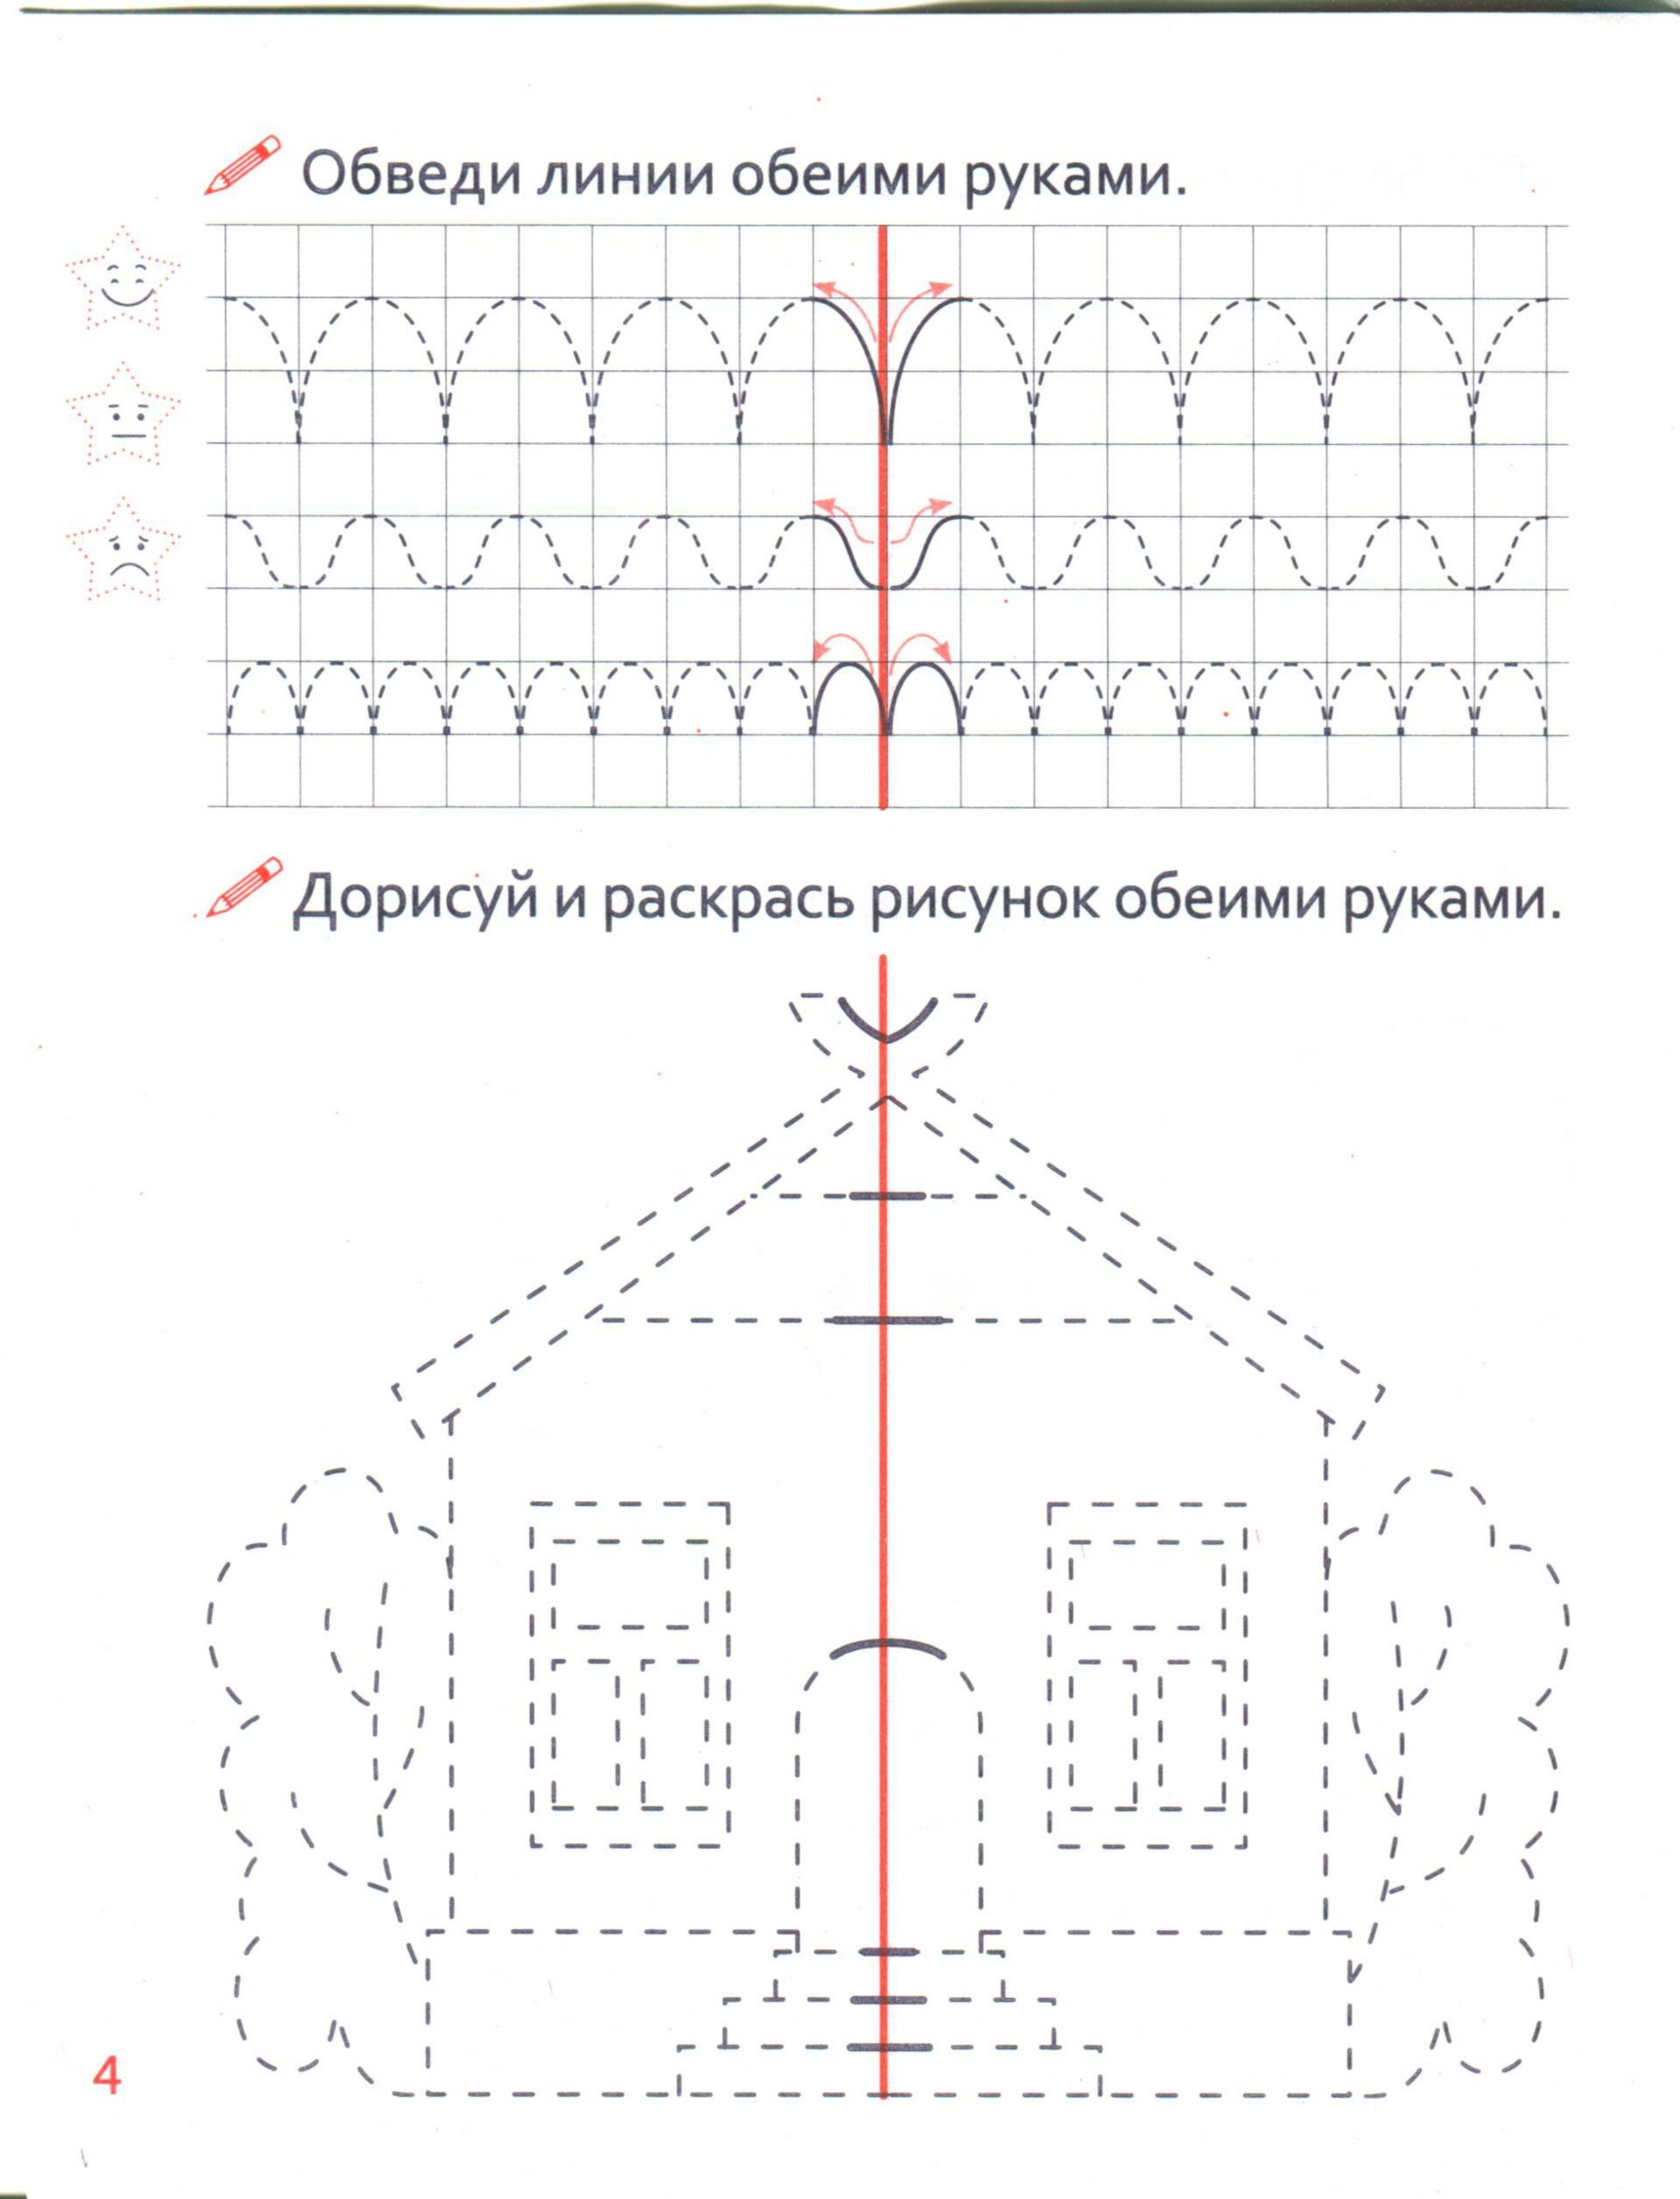 Обведи линии обеими руками.
Дорисуй и раскрась рисунок обеими руками.
4